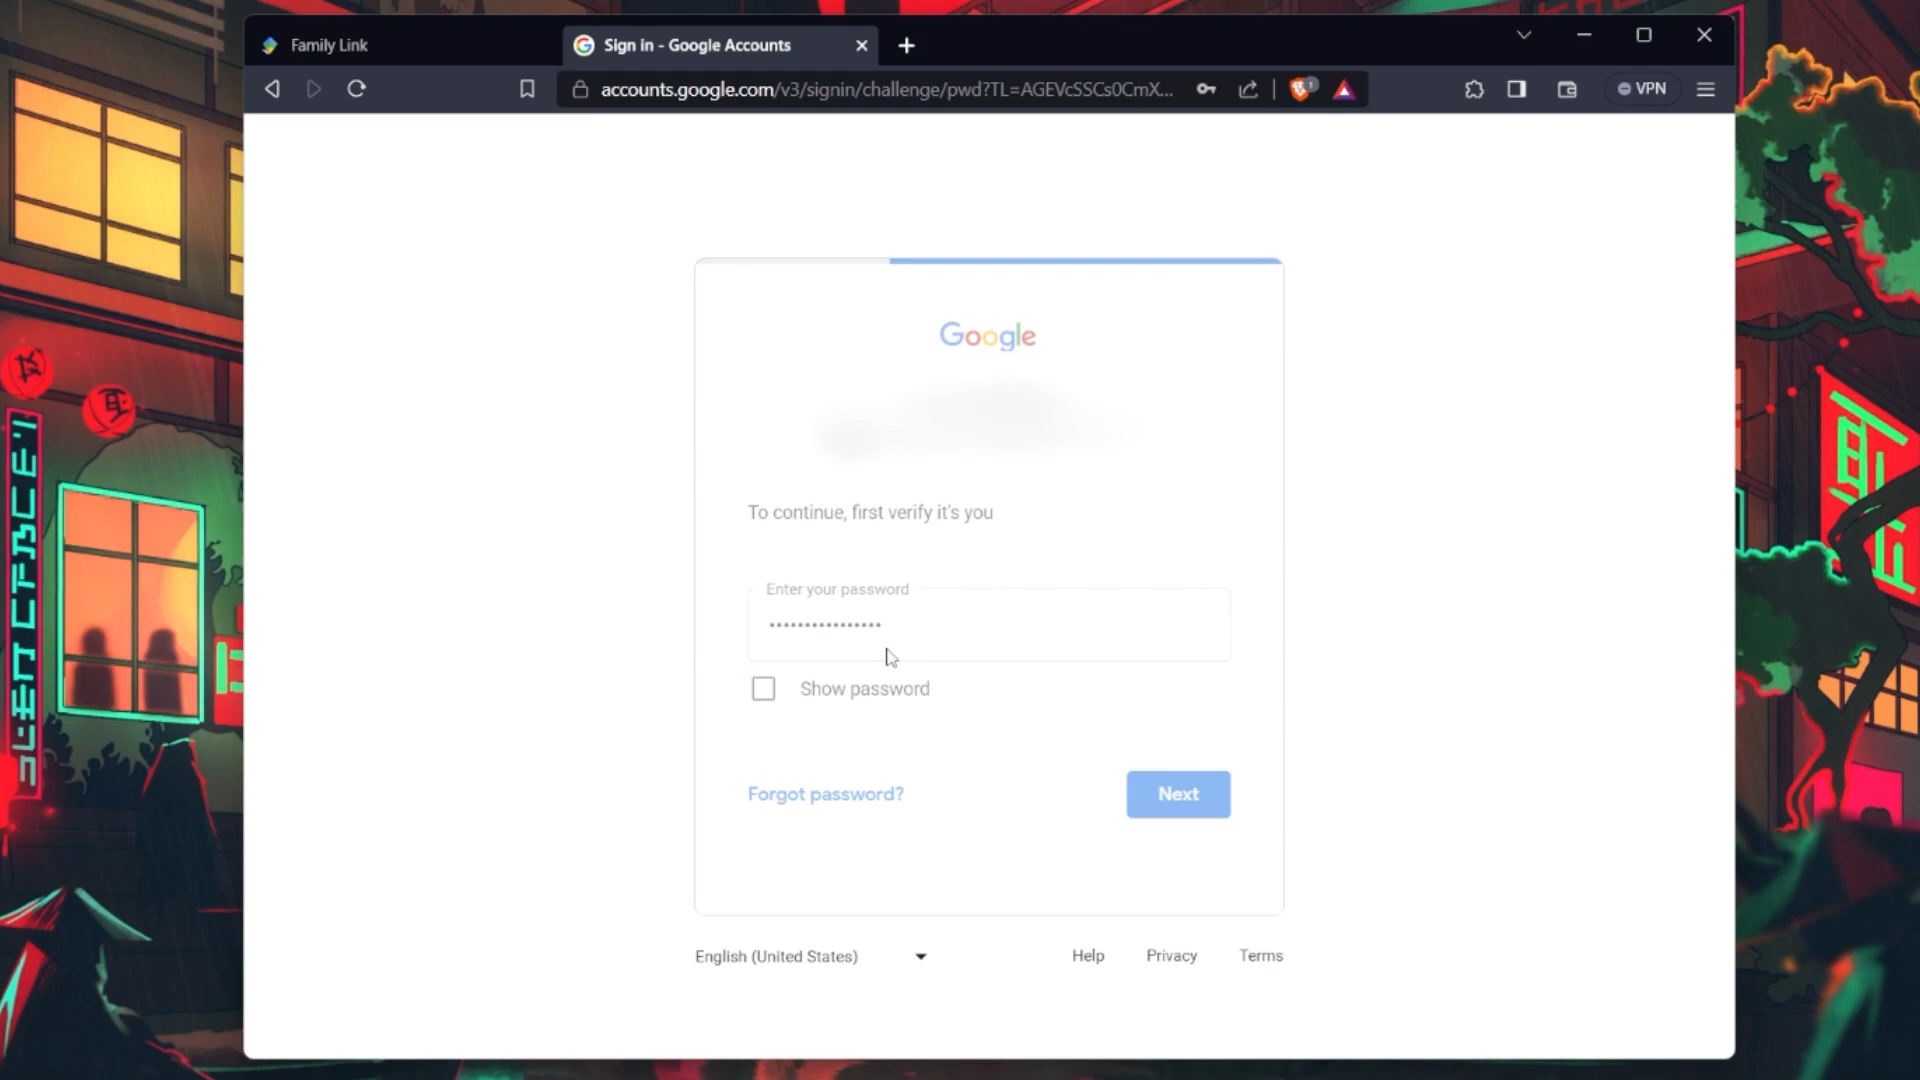 Family Link
Sign in - Google Accounts
accounts.google.com/v3/signin/challenge/pwd?TL=AGEVcSSCs0CmX...
1
VPN
Google
To continue, first verify it's you
Enter your password
Show password
Forgot password?
Next
English (United States)
Help
Privacy
Terms